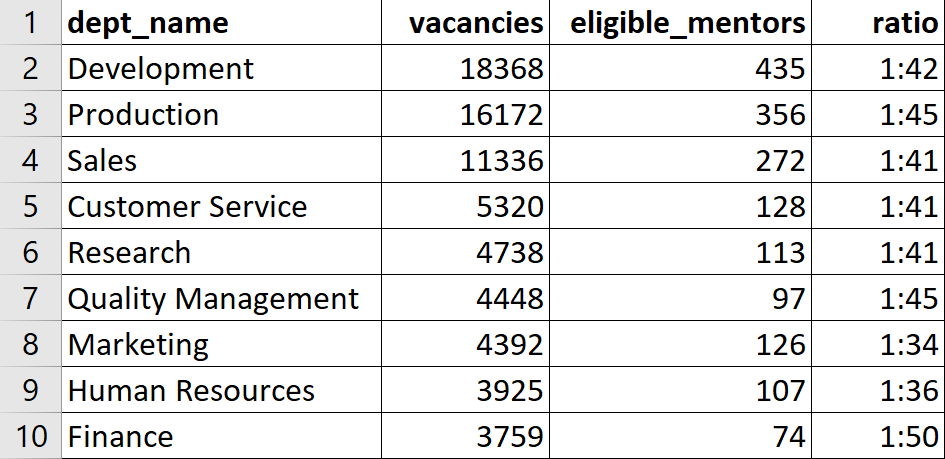 1 dept_name vacancies eligible_mentors ratio
2 Development 18368 435 1:42
3 Production 16172 356 1:45
4 Sales 11336 272 1:41
5 Customer Service 5320 128 1:41
6 Research 4738 113 1:41
7 Quality Management 4448 97 1:45
8 Marketing 4392 126 1:34
9 Human Resources 3925 107 1:36
10 Finance 3759 74 1:50